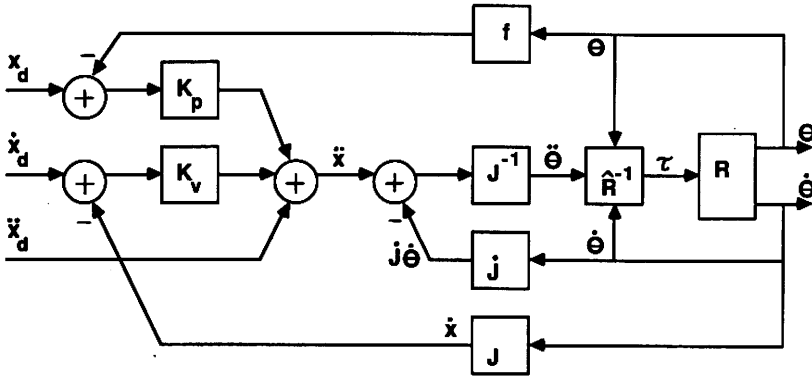 f
θ
x_d
−
+
K_p
θ
ẋ_d
+
−
K_v
+
ẍ
+
−
J⁻¹
θ̈
R̂⁻¹
τ
R
θ̇
ẍ_d
J̇θ̇
J̇
θ̇
ẋ
J